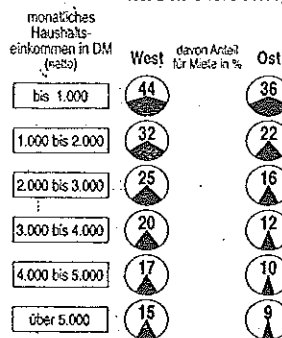 monatliches
Haushalts-
einkommen in DM
(netto)
West davon Anteil für Miete in % Ost
bis 1.000 44 36
1.000 bis 2.000 32 22
2.000 bis 3.000 25 16
3.000 bis 4.000 20 12
4.000 bis 5.000 17 10
über 5.000 15 9